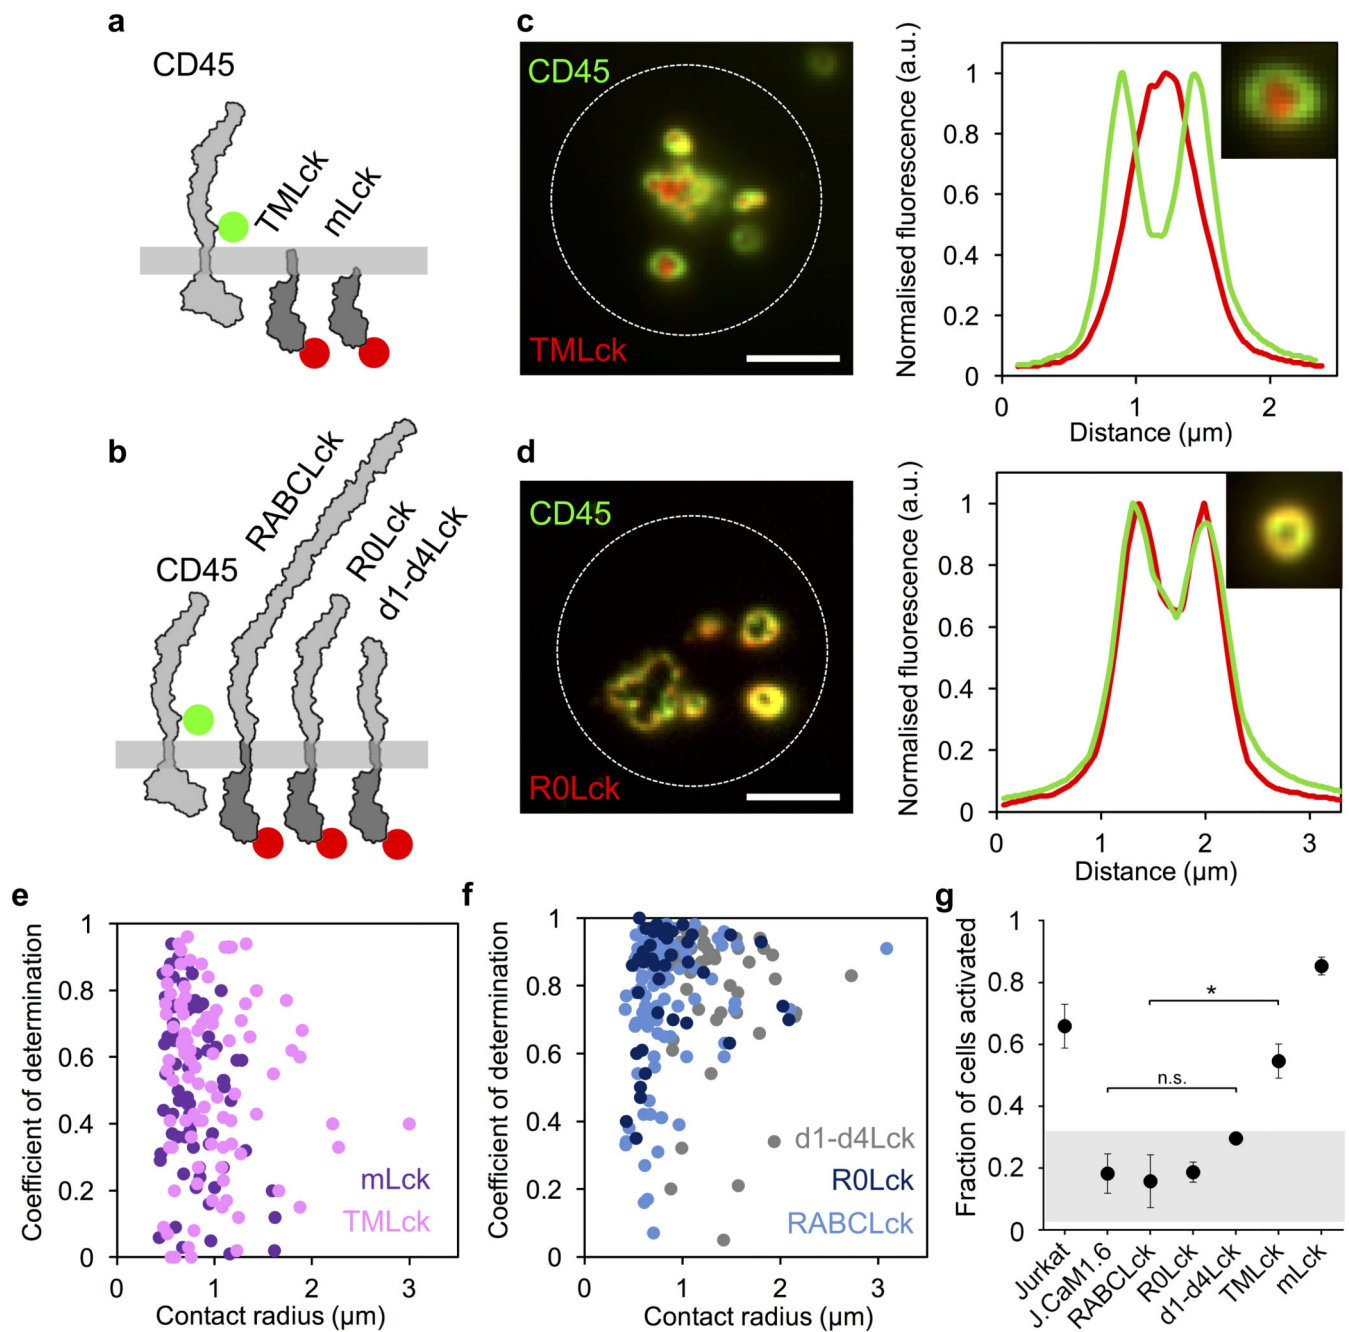 a
CD45
TMLck
mLck
b
CD45
RABCLck
R0Lck
d1-d4Lck
c
CD45
TMLck
Normalised fluorescence (a.u.)
1
0.8
0.6
0.4
0.2
0
0
1
2
Distance (µm)
d
CD45
R0Lck
Normalised fluorescence (a.u.)
1
0.8
0.6
0.4
0.2
0
0
1
2
3
Distance (µm)
e
Coefficient of determination
1
0.8
0.6
0.4
0.2
0
mLck
TMLck
0
1
2
3
Contact radius (µm)
f
Coefficient of determination
1
0.8
0.6
0.4
0.2
0
d1-d4Lck
R0Lck
RABCLck
0
1
2
3
Contact radius (µm)
g
Fraction of cells activated
1
0.8
0.6
0.4
0.2
0
*
n.s.
Jurkat
J.CaM1.6
RABCLck
R0Lck
d1-d4Lck
TMLck
mLck